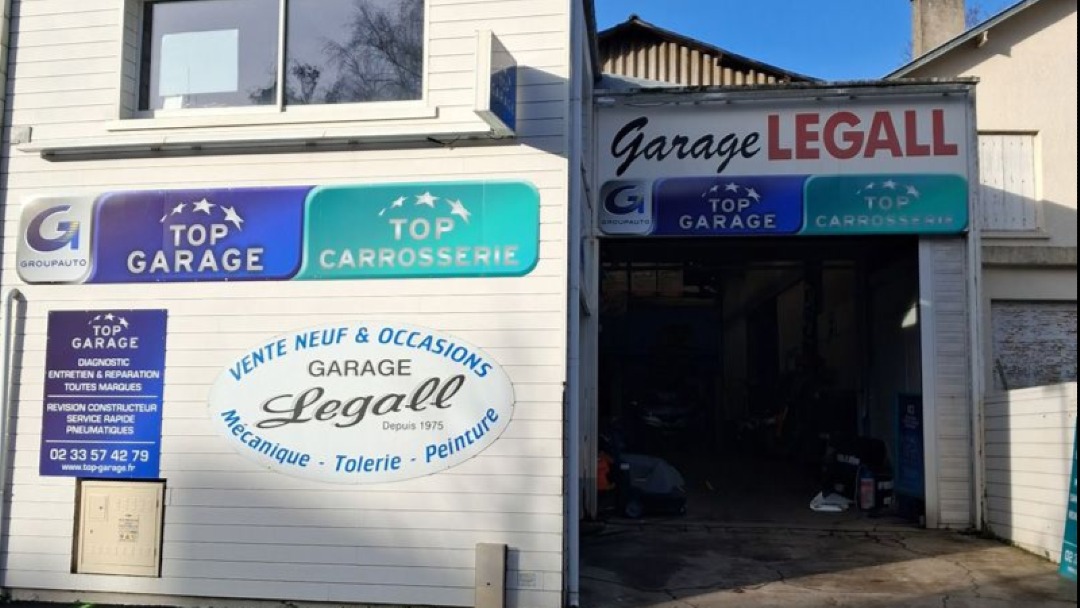 Garage LEGALL
GROUPAUTO
TOP
GARAGE
TOP
CARROSSERIE
GROUPAUTO
TOP
GARAGE
TOP
CARROSSERIE
TOP
GARAGE
DIAGNOSTIC
ENTRETIEN & REPARATION
TOUTES MARQUES
REVISION CONSTRUCTEUR
SERVICE RAPIDE
PNEUMATIQUES
02 33 57 42 79
www.top-garage.fr
VENTE NEUF & OCCASIONS
GARAGE
Legall
Depuis 1975
Mécanique - Tolerie - Peinture